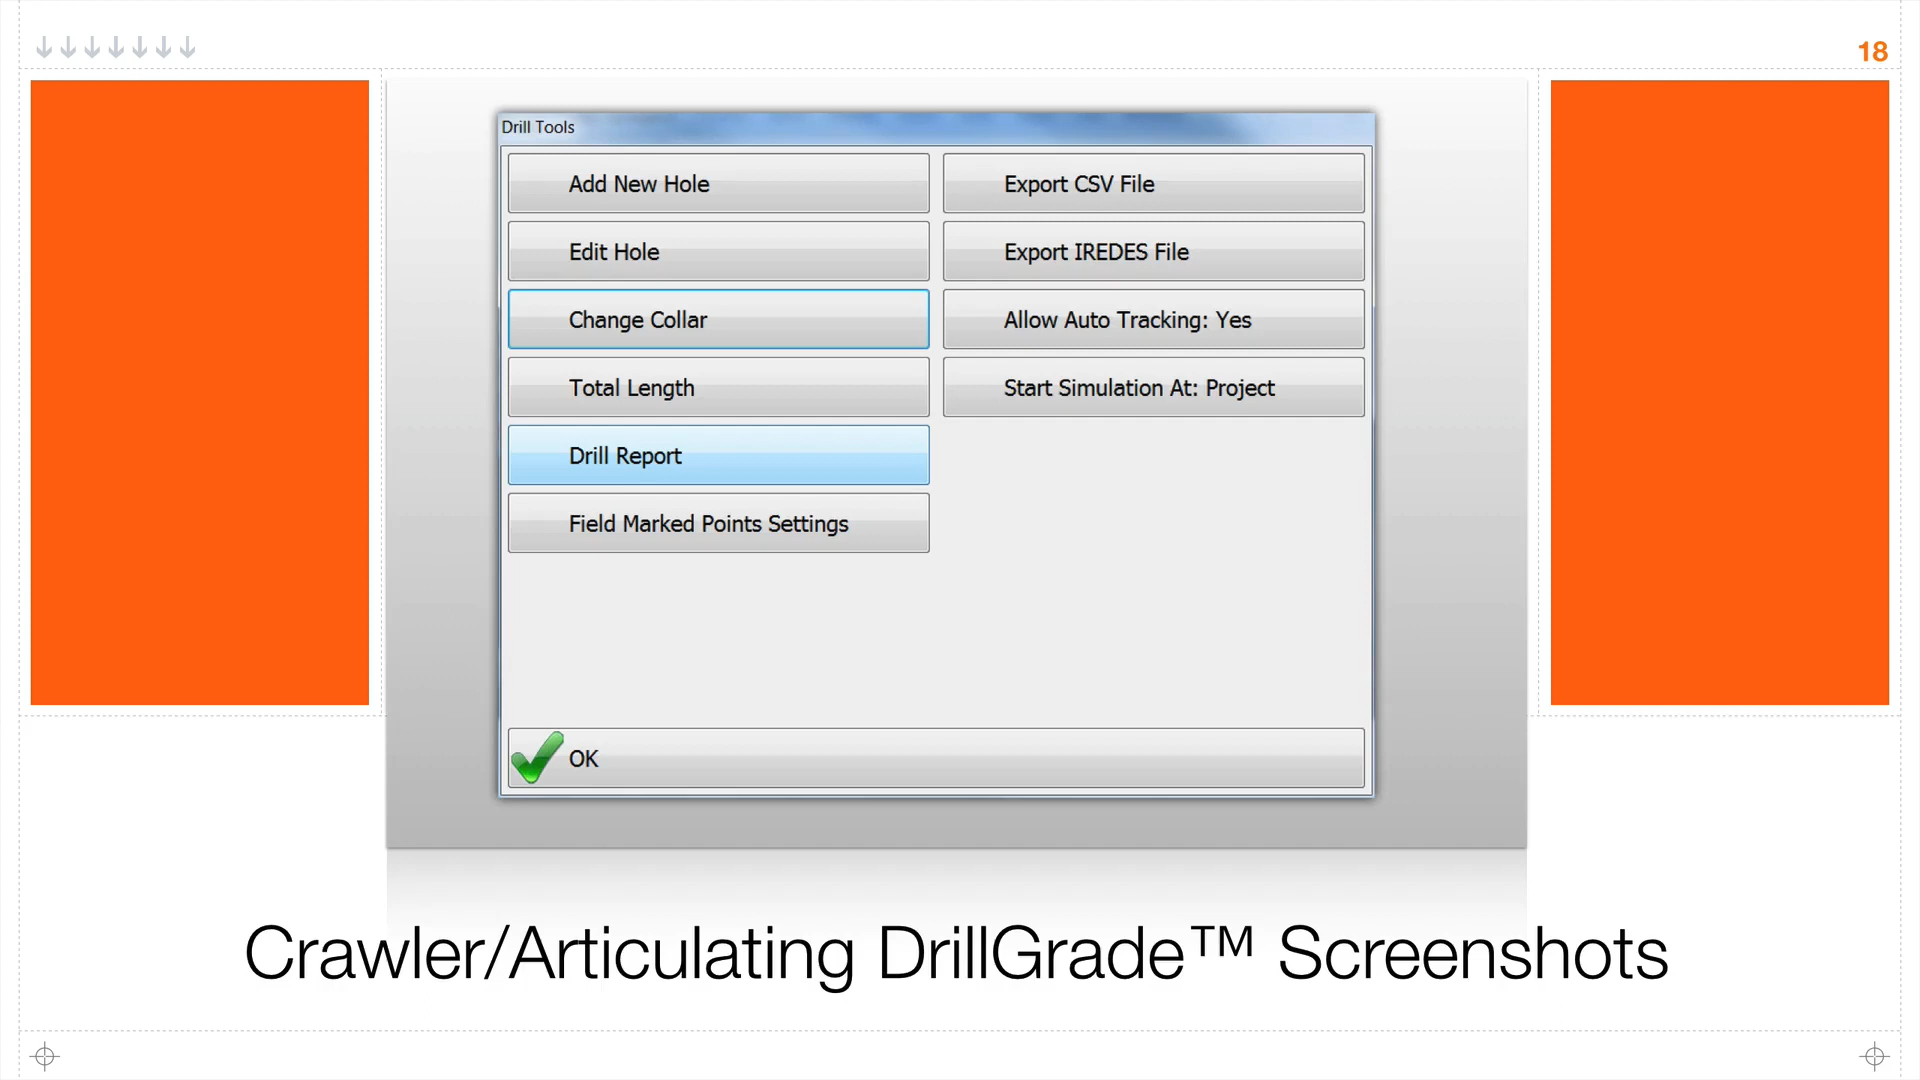 18
Drill Tools
Add New Hole
Export CSV File
Edit Hole
Export IREDES File
Change Collar
Allow Auto Tracking: Yes
Total Length
Start Simulation At: Project
Drill Report
Field Marked Points Settings
OK
Crawler/Articulating DrillGrade™ Screenshots